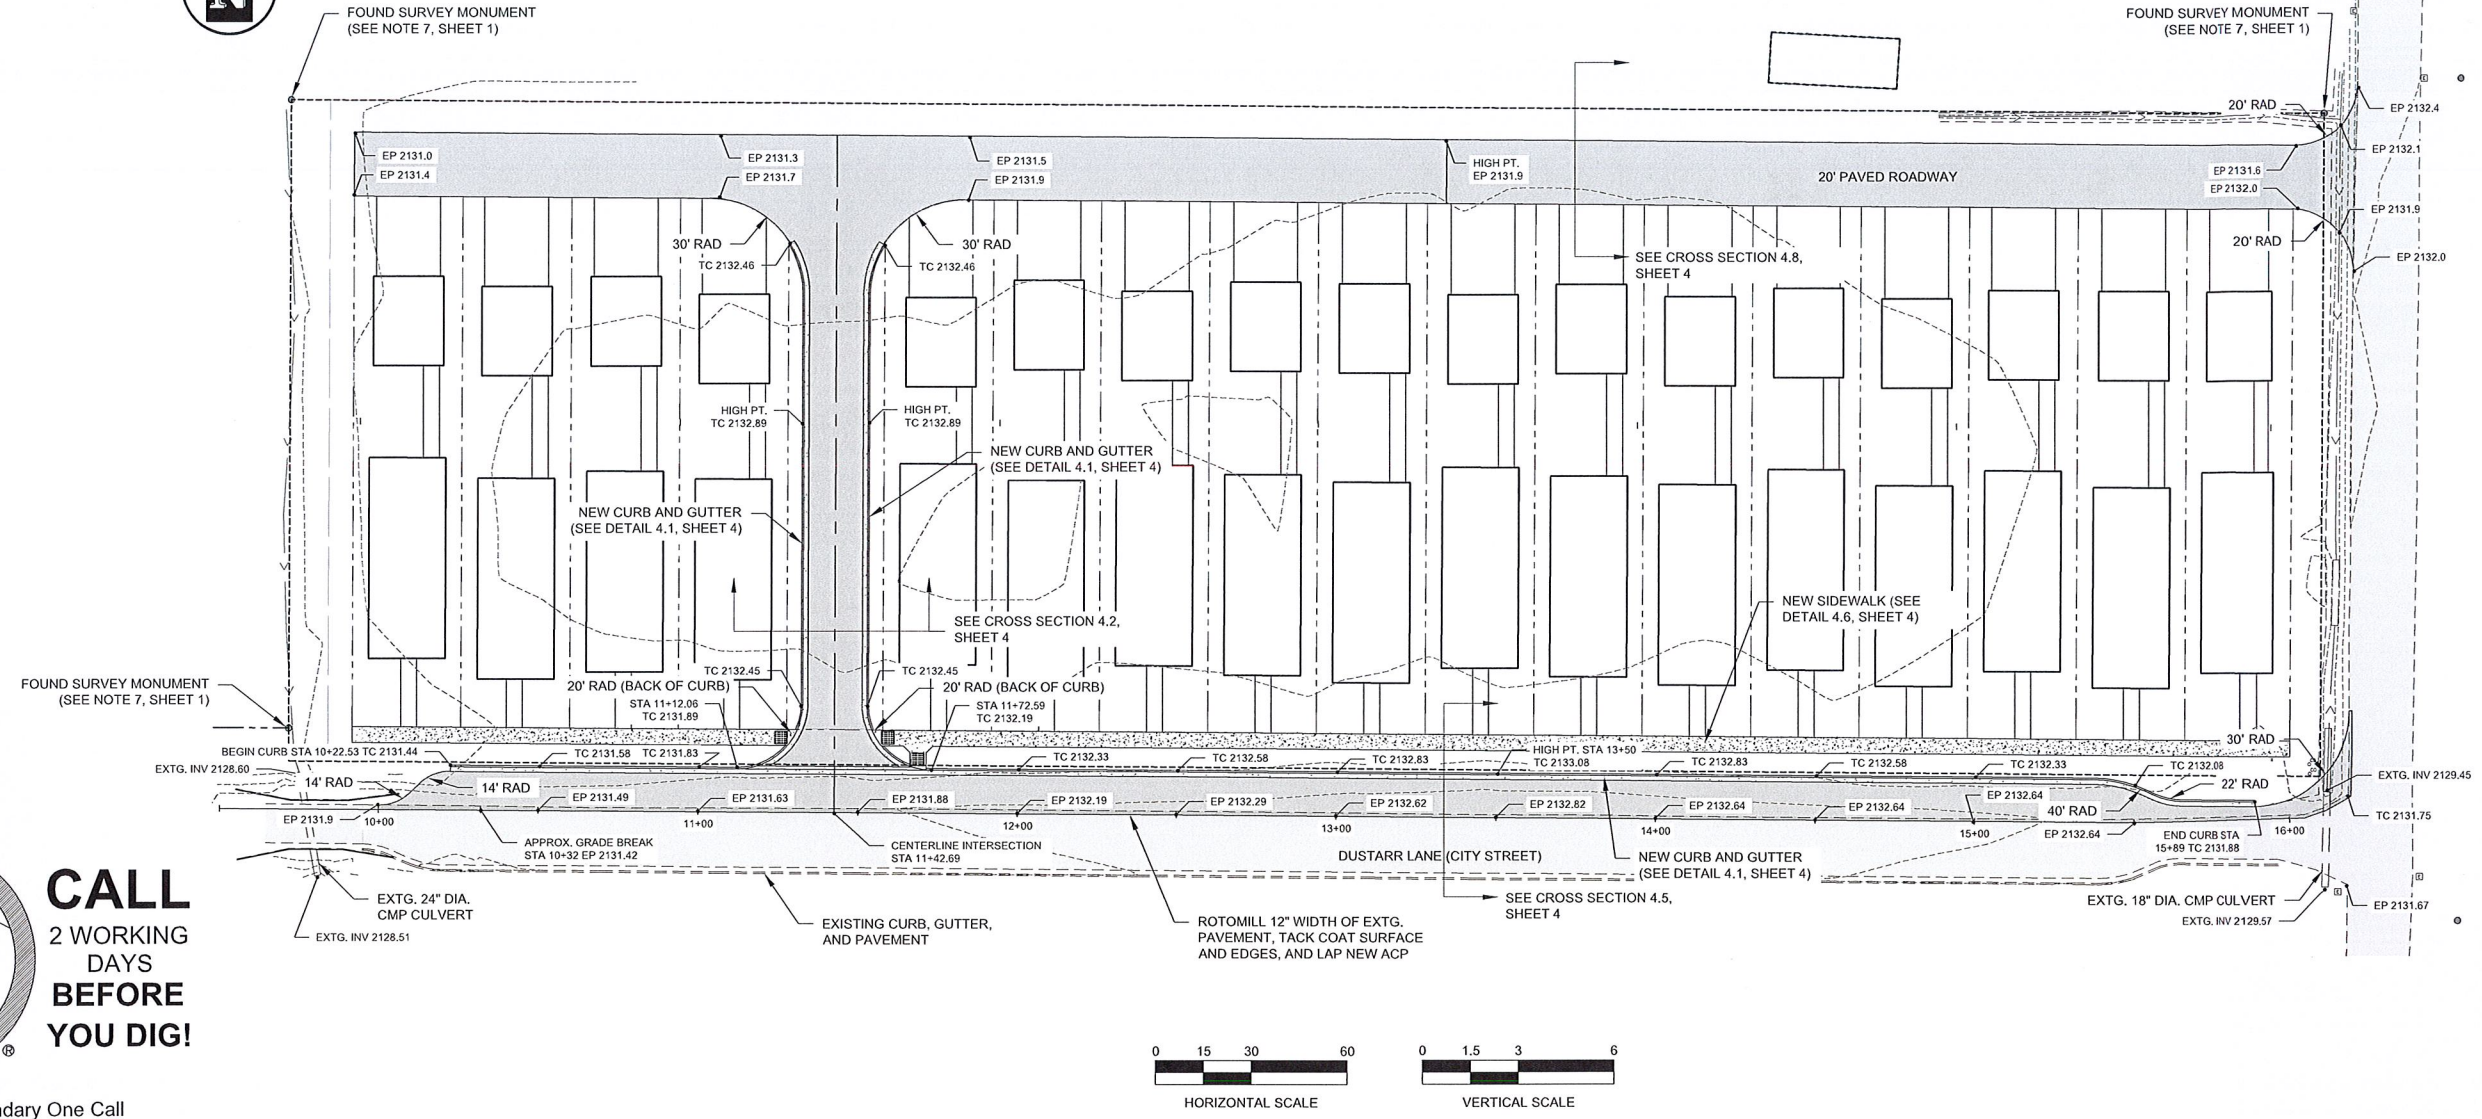 FOUND SURVEY MONUMENT
(SEE NOTE 7, SHEET 1)
FOUND SURVEY MONUMENT
(SEE NOTE 7, SHEET 1)
20' RAD
EP 2132.4
EP 2131.0
EP 2131.3
EP 2131.5
HIGH PT.
EP 2131.9
EP 2132.1
EP 2131.4
EP 2131.7
EP 2131.9
20' PAVED ROADWAY
EP 2131.6
EP 2132.0
EP 2131.9
30' RAD
30' RAD
20' RAD
TC 2132.46
TC 2132.46
SEE CROSS SECTION 4.8,
SHEET 4
EP 2132.0
HIGH PT.
TC 2132.89
HIGH PT.
TC 2132.89
NEW CURB AND GUTTER
(SEE DETAIL 4.1, SHEET 4)
NEW CURB AND GUTTER
(SEE DETAIL 4.1, SHEET 4)
SEE CROSS SECTION 4.2,
SHEET 4
NEW SIDEWALK (SEE
DETAIL 4.6, SHEET 4)
FOUND SURVEY MONUMENT
(SEE NOTE 7, SHEET 1)
TC 2132.45
TC 2132.45
20' RAD (BACK OF CURB)
20' RAD (BACK OF CURB)
STA 11+12.06
TC 2131.89
STA 11+72.59
TC 2132.19
30' RAD
BEGIN CURB STA 10+22.53 TC 2131.44
TC 2131.58
TC 2131.83
TC 2132.33
TC 2132.58
TC 2132.83
HIGH PT. STA 13+50
TC 2133.08
TC 2132.83
TC 2132.58
TC 2132.33
TC 2132.08
EXTG. INV 2128.60
EXTG. INV 2129.45
14' RAD
14' RAD
22' RAD
EP 2131.49
EP 2131.63
EP 2131.88
EP 2132.19
EP 2132.29
EP 2132.62
EP 2132.82
EP 2132.64
EP 2132.64
EP 2132.64
40' RAD
EP 2131.9
10+00
11+00
12+00
13+00
14+00
15+00
16+00
EP 2132.64
TC 2131.75
APPROX. GRADE BREAK
STA 10+32 EP 2131.42
CENTERLINE INTERSECTION
STA 11+42.69
DUSTARR LANE (CITY STREET)
NEW CURB AND GUTTER
(SEE DETAIL 4.1, SHEET 4)
END CURB STA
15+89 TC 2131.88
EXTG. 24" DIA.
CMP CULVERT
EXTG. INV 2128.51
EXISTING CURB, GUTTER,
AND PAVEMENT
ROTOMILL 12" WIDTH OF EXTG.
PAVEMENT, TACK COAT SURFACE
AND EDGES, AND LAP NEW ACP
SEE CROSS SECTION 4.5,
SHEET 4
EXTG. 18" DIA. CMP CULVERT
EXTG. INV 2129.57
EP 2131.67
CALL
2 WORKING
DAYS
BEFORE
YOU DIG!
®
0 15 30 60
HORIZONTAL SCALE
0 1.5 3 6
VERTICAL SCALE
One Call